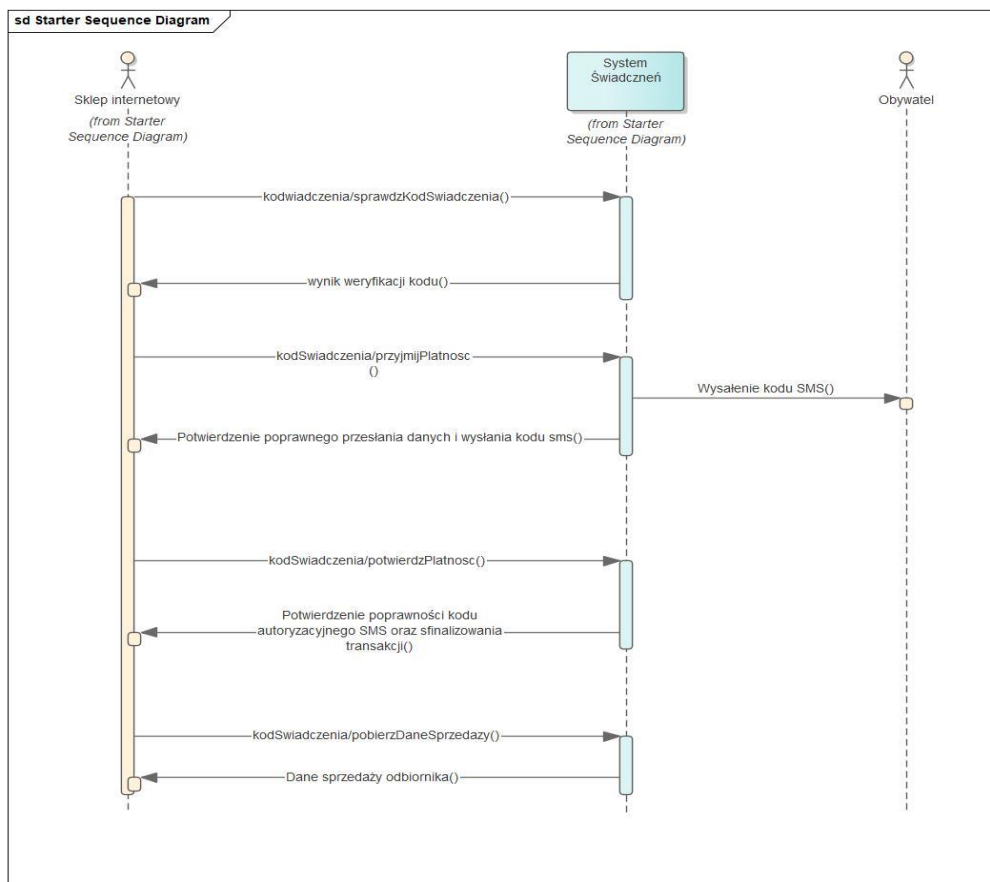 sd Starter Sequence Diagram
Sklep internetowy
(from Starter
Sequence Diagram)
System
Świadczneń
(from Starter
Sequence Diagram)
Obywatel
kodwiadczenia/sprawdzKodSwiadczenia()
wynik weryfikacji kodu()
kodSwiadczenia/przyjmijPlatnosc
()
Wysałenie kodu SMS()
Potwierdzenie poprawnego przesłania danych i wysłania kodu sms()
kodSwiadczenia/potwierdzPlatnosc()
Potwierdzenie poprawności kodu
autoryzacyjnego SMS oraz sfinalizowania
transakcji()
kodSwiadczenia/pobierzDaneSprzedazy()
Dane sprzedaży odbiornika()